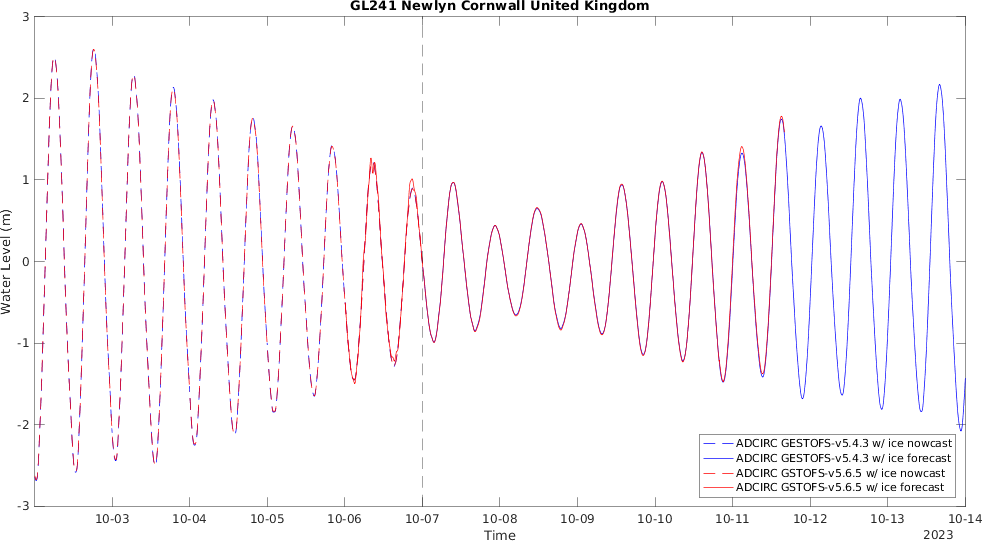 GL241 Newlyn Cornwall United Kingdom
3
2
1
0
-1
-2
-3
Water Level (m)
10-03 10-04 10-05 10-06 10-07 10-08 10-09 10-10 10-11 10-12 10-13 10-14
Time
2023
ADCIRC GESTOFS-v5.4.3 w/ ice nowcast
ADCIRC GESTOFS-v5.4.3 w/ ice forecast
ADCIRC GSTOFS-v5.6.5 w/ ice nowcast
ADCIRC GSTOFS-v5.6.5 w/ ice forecast